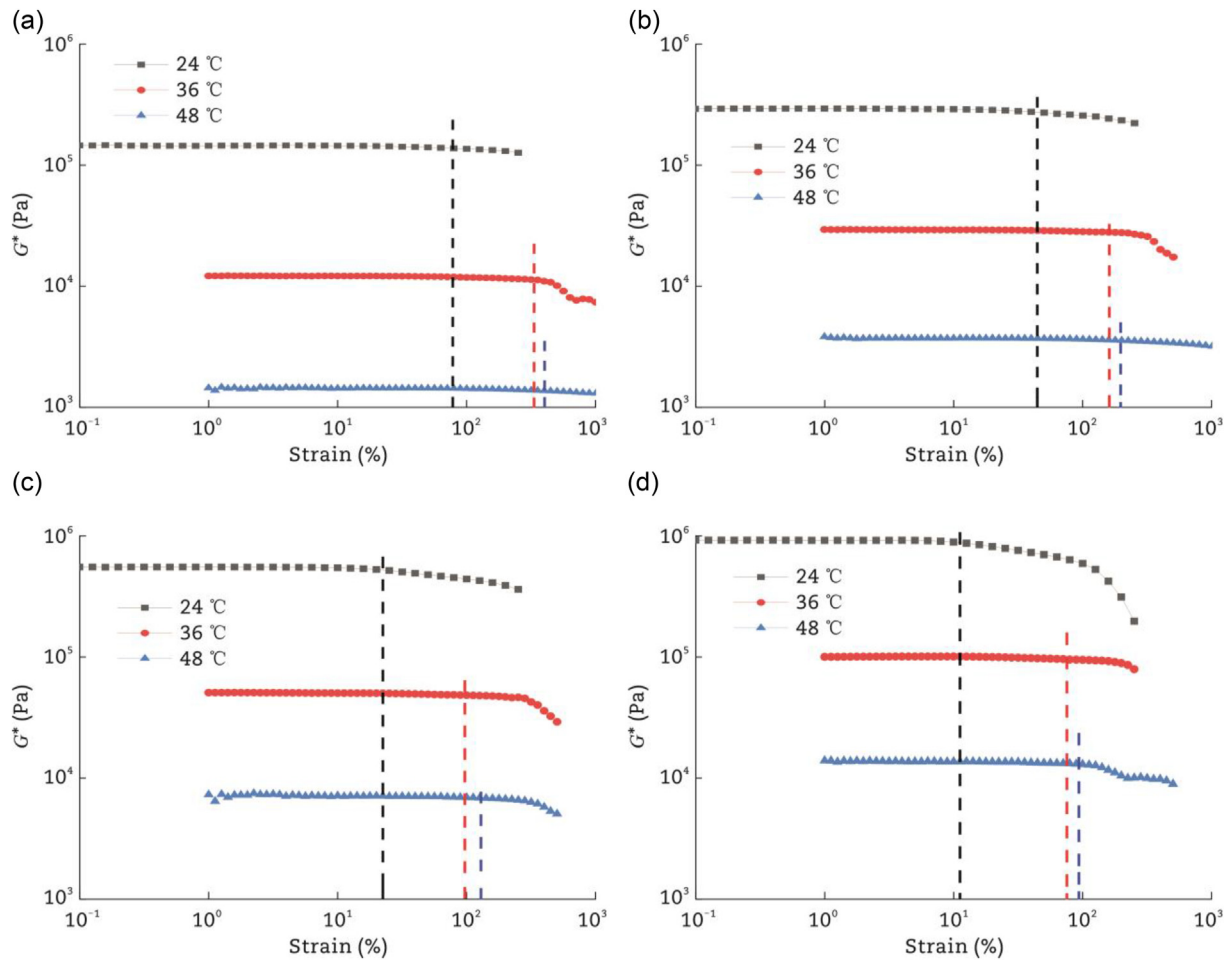 (a)
10⁶
24 ℃
36 ℃
48 ℃
10⁵
G* (Pa)
10⁴
10³
10⁻¹ 10⁰ 10¹ 10² 10³
Strain (%)
(b)
10⁶
24 ℃
36 ℃
48 ℃
10⁵
G* (Pa)
10⁴
10³
10⁻¹ 10⁰ 10¹ 10² 10³
Strain (%)
(c)
10⁶
24 ℃
36 ℃
48 ℃
10⁵
G* (Pa)
10⁴
10³
10⁻¹ 10⁰ 10¹ 10² 10³
Strain (%)
(d)
10⁶
24 ℃
36 ℃
48 ℃
10⁵
G* (Pa)
10⁴
10³
10⁻¹ 10⁰ 10¹ 10² 10³
Strain (%)